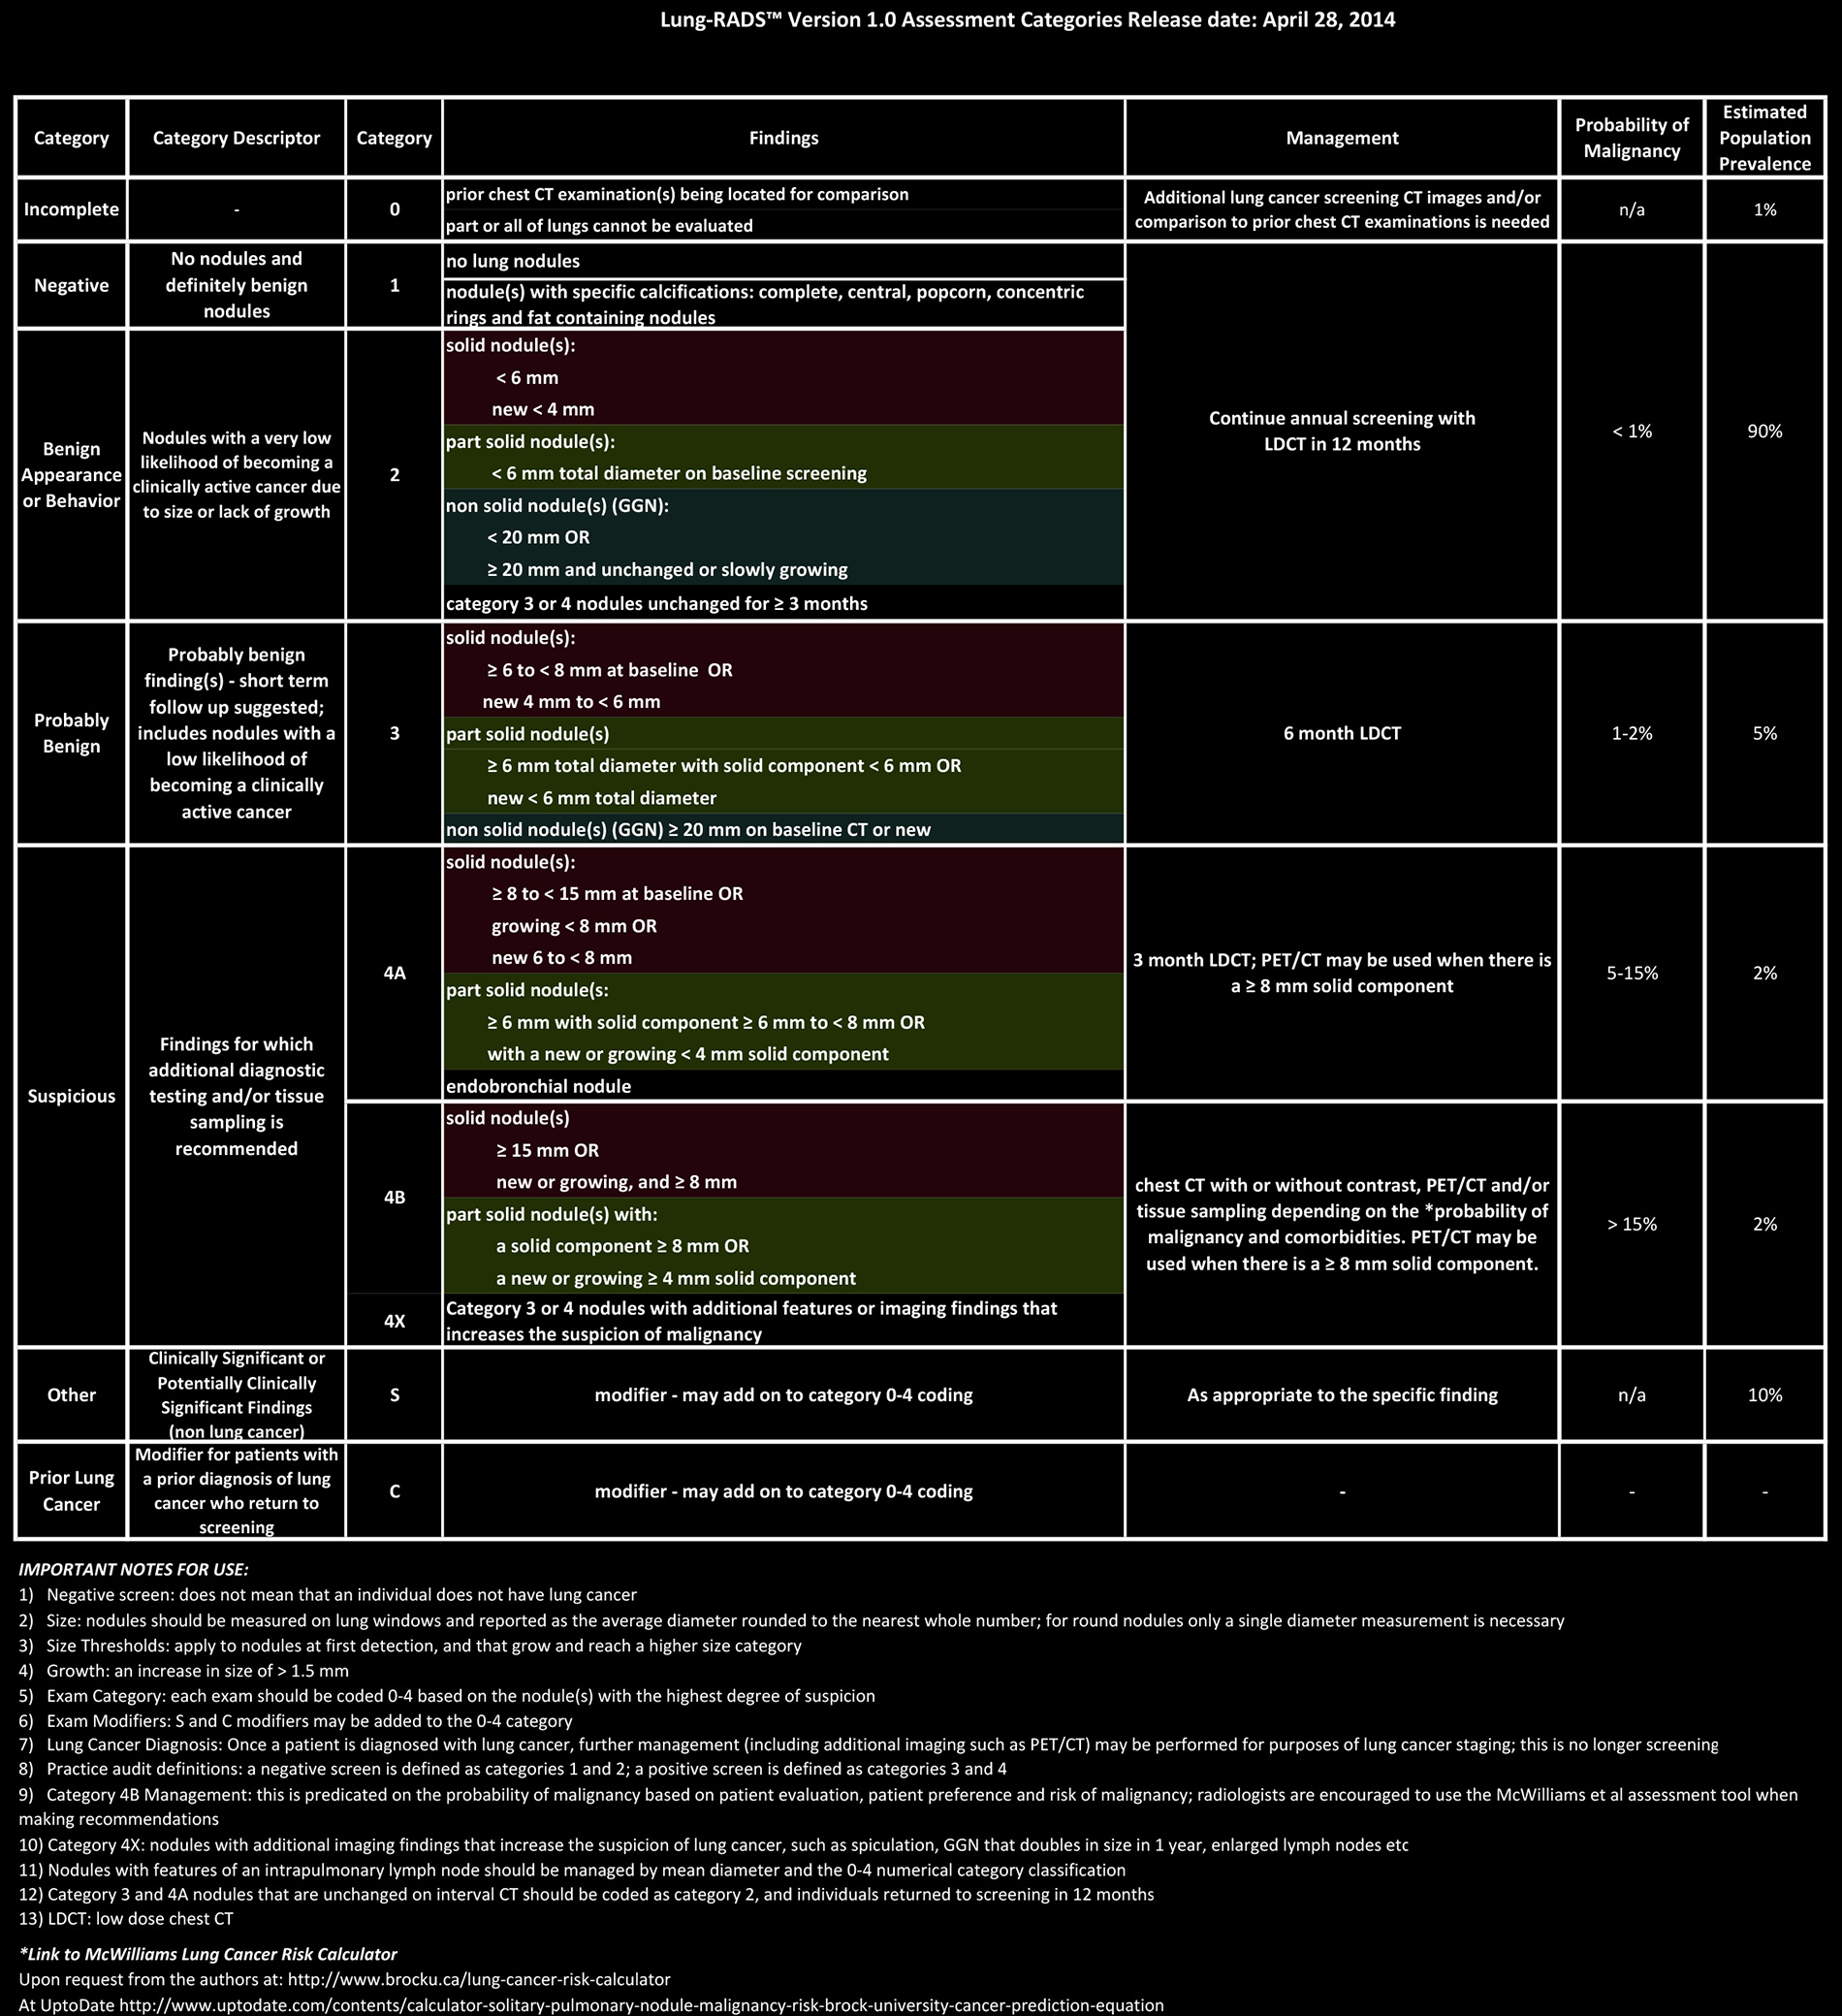 Lung-RADS™ Version 1.0 Assessment Categories Release date: April 28, 2014
Category
Category Descriptor
Category
Findings
Management
Probability of
Malignancy
Estimated
Population
Prevalence
Incomplete
-
0
prior chest CT examination(s) being located for comparison
part or all of lungs cannot be evaluated
Additional lung cancer screening CT images and/or
comparison to prior chest CT examinations is needed
n/a
1%
Negative
No nodules and
definitely benign
nodules
1
no lung nodules
nodule(s) with specific calcifications: complete, central, popcorn, concentric
rings and fat containing nodules
Continue annual screening with
LDCT in 12 months
< 1%
90%
Benign
Appearance
or Behavior
Nodules with a very low
likelihood of becoming a
clinically active cancer due
to size or lack of growth
2
solid nodule(s):
< 6 mm
new < 4 mm
part solid nodule(s):
< 6 mm total diameter on baseline screening
non solid nodule(s) (GGN):
< 20 mm OR
≥ 20 mm and unchanged or slowly growing
category 3 or 4 nodules unchanged for ≥ 3 months
Probably
Benign
Probably benign
finding(s) - short term
follow up suggested;
includes nodules with a
low likelihood of
becoming a clinically
active cancer
3
solid nodule(s):
≥ 6 to < 8 mm at baseline OR
new 4 mm to < 6 mm
part solid nodule(s)
≥ 6 mm total diameter with solid component < 6 mm OR
new < 6 mm total diameter
non solid nodule(s) (GGN) ≥ 20 mm on baseline CT or new
6 month LDCT
1-2%
5%
Suspicious
Findings for which
additional diagnostic
testing and/or tissue
sampling is
recommended
4A
solid nodule(s):
≥ 8 to < 15 mm at baseline OR
growing < 8 mm OR
new 6 to < 8 mm
part solid nodule(s:
≥ 6 mm with solid component ≥ 6 mm to < 8 mm OR
with a new or growing < 4 mm solid component
endobronchial nodule
3 month LDCT; PET/CT may be used when there is
a ≥ 8 mm solid component
5-15%
2%
4B
solid nodule(s)
≥ 15 mm OR
new or growing, and ≥ 8 mm
part solid nodule(s) with:
a solid component ≥ 8 mm OR
a new or growing ≥ 4 mm solid component
chest CT with or without contrast, PET/CT and/or
tissue sampling depending on the *probability of
malignancy and comorbidities. PET/CT may be
used when there is a ≥ 8 mm solid component.
> 15%
2%
4X
Category 3 or 4 nodules with additional features or imaging findings that
increases the suspicion of malignancy
Other
Clinically Significant or
Potentially Clinically
Significant Findings
(non lung cancer)
S
modifier - may add on to category 0-4 coding
As appropriate to the specific finding
n/a
10%
Prior Lung
Cancer
Modifier for patients with
a prior diagnosis of lung
cancer who return to
screening
C
modifier - may add on to category 0-4 coding
-
-
-
IMPORTANT NOTES FOR USE:
1) Negative screen: does not mean that an individual does not have lung cancer
2) Size: nodules should be measured on lung windows and reported as the average diameter rounded to the nearest whole number; for round nodules only a single diameter measurement is necessary
3) Size Thresholds: apply to nodules at first detection, and that grow and reach a higher size category
4) Growth: an increase in size of > 1.5 mm
5) Exam Category: each exam should be coded 0-4 based on the nodule(s) with the highest degree of suspicion
6) Exam Modifiers: S and C modifiers may be added to the 0-4 category
7) Lung Cancer Diagnosis: Once a patient is diagnosed with lung cancer, further management (including additional imaging such as PET/CT) may be performed for purposes of lung cancer staging; this is no longer screening
8) Practice audit definitions: a negative screen is defined as categories 1 and 2; a positive screen is defined as categories 3 and 4
9) Category 4B Management: this is predicated on the probability of malignancy based on patient evaluation, patient preference and risk of malignancy; radiologists are encouraged to use the McWilliams et al assessment tool when
making recommendations
10) Category 4X: nodules with additional imaging findings that increase the suspicion of lung cancer, such as spiculation, GGN that doubles in size in 1 year, enlarged lymph nodes etc
11) Nodules with features of an intrapulmonary lymph node should be managed by mean diameter and the 0-4 numerical category classification
12) Category 3 and 4A nodules that are unchanged on interval CT should be coded as category 2, and individuals returned to screening in 12 months
13) LDCT: low dose chest CT
*Link to McWilliams Lung Cancer Risk Calculator
Upon request from the authors at: http://www.brocku.ca/lung-cancer-risk-calculator
At UptoDate http://www.uptodate.com/contents/calculator-solitary-pulmonary-nodule-malignancy-risk-brock-university-cancer-prediction-equation